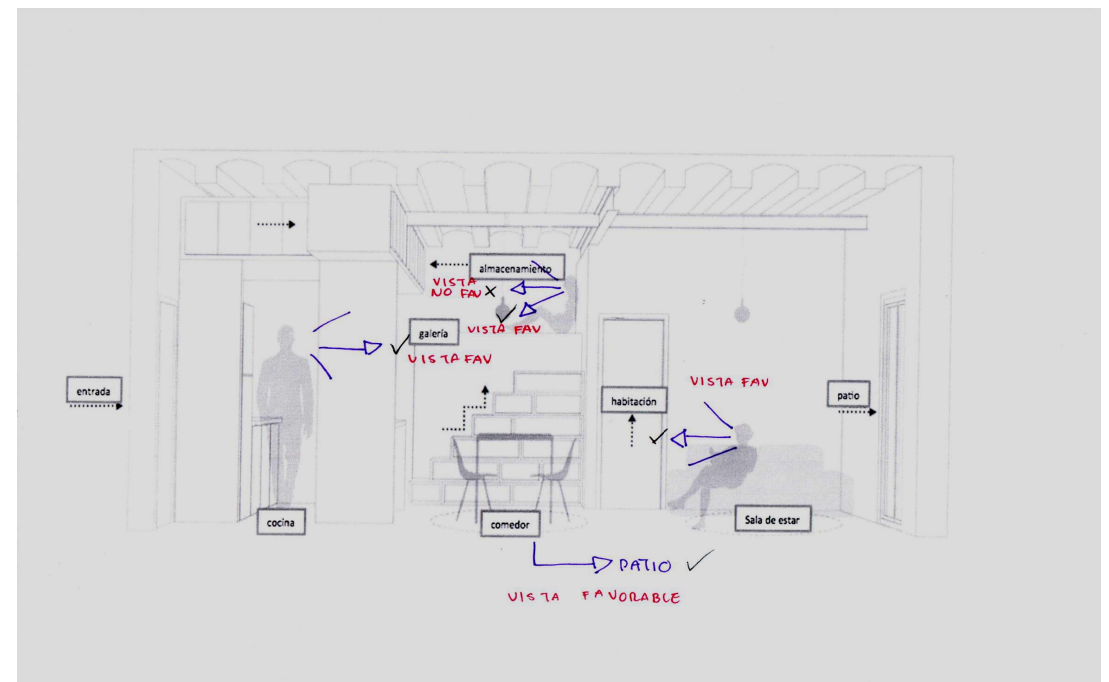 almacenamiento
VISTA
NO FAV X
VISTA FAV
galería
VISTA FAV
entrada
VISTA FAV
habitación
patio
cocina
comedor
Sala de estar
PATIO
VISTA FAVORABLE